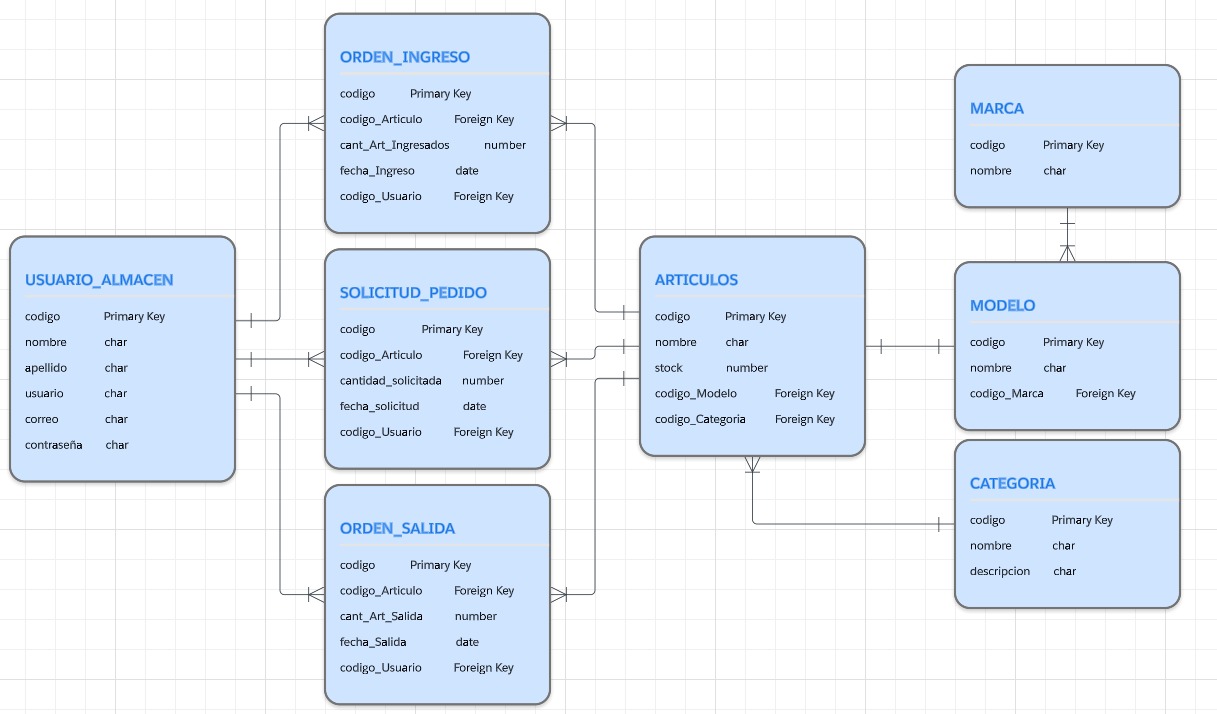 ORDEN_INGRESO
codigo Primary Key
codigo_Articulo Foreign Key
cant_Art_Ingresados number
fecha_Ingreso date
codigo_Usuario Foreign Key
MARCA
codigo Primary Key
nombre char
USUARIO_ALMACEN
codigo Primary Key
nombre char
apellido char
usuario char
correo char
contraseña char
SOLICITUD_PEDIDO
codigo Primary Key
codigo_Articulo Foreign Key
cantidad_solicitada number
fecha_solicitud date
codigo_Usuario Foreign Key
ARTICULOS
codigo Primary Key
nombre char
stock number
codigo_Modelo Foreign Key
codigo_Categoria Foreign Key
MODELO
codigo Primary Key
nombre char
codigo_Marca Foreign Key
ORDEN_SALIDA
codigo Primary Key
codigo_Articulo Foreign Key
cant_Art_Salida number
fecha_Salida date
codigo_Usuario Foreign Key
CATEGORIA
codigo Primary Key
nombre char
descripcion char